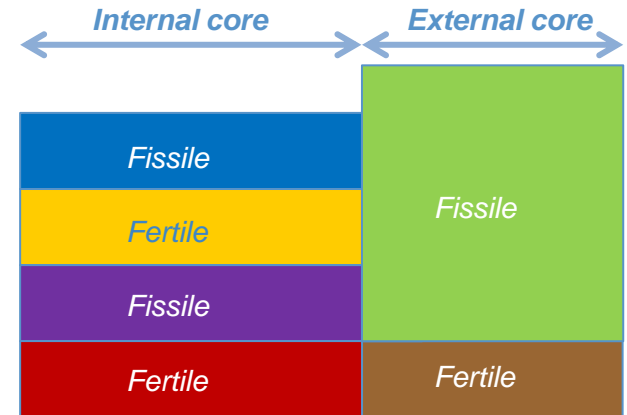 Internal core
External core
Fissile
Fertile
Fissile
Fertile
Fissile
Fertile